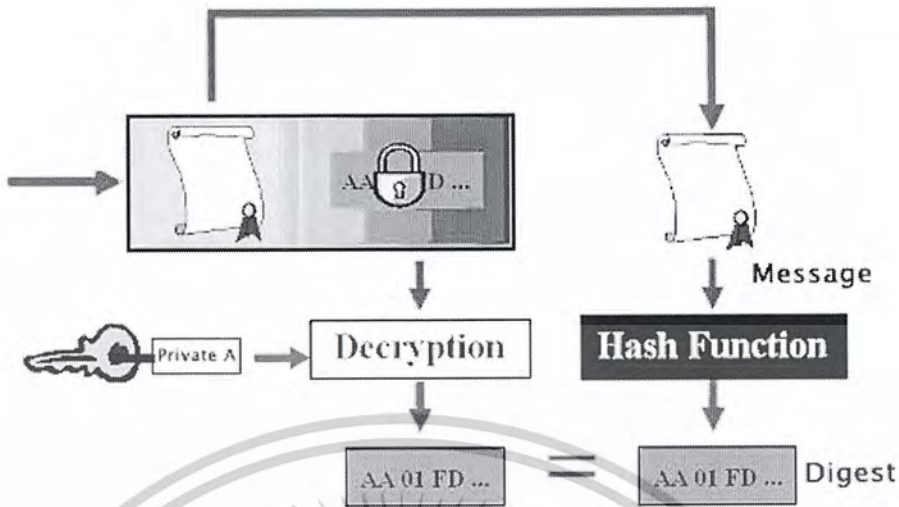 AA D ...
Message
Private A
Decryption
Hash Function
AA 01 FD ...
=
AA 01 FD ...
Digest